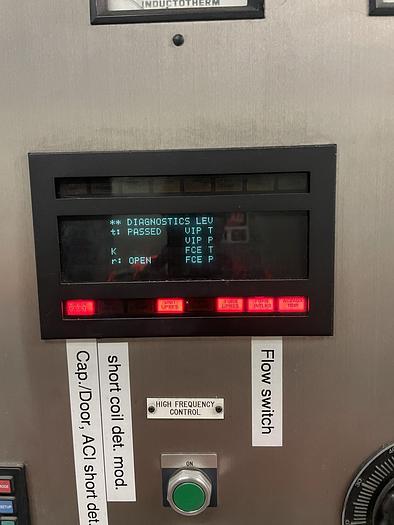 INDUCTOTHERM
** DIAGNOSTICS LEV
t: PASSED VIP T
VIP P
K FCE T
r: OPEN FCE P
Cap./Door, ACI short det.
short coil det. mod.
Flow switch
HIGH FREQUENCY
CONTROL
ON